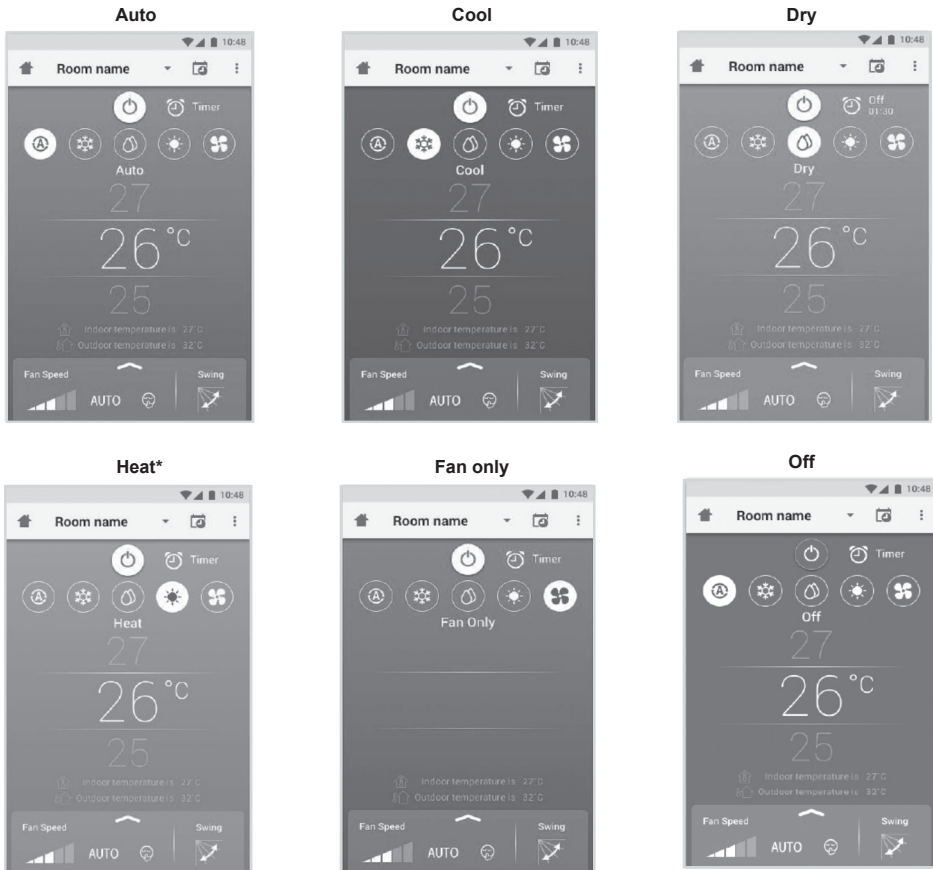 Auto
10:48
Room name
Timer
Auto
27
26°C
25
Indoor temperature is 27°C
Outdoor temperature is 32°C
Fan Speed Swing
AUTO
Cool
10:48
Room name
Timer
Cool
27
26°C
25
Indoor temperature is 27°C
Outdoor temperature is 32°C
Fan Speed Swing
AUTO
Dry
10:48
Room name
Off
01:30
Dry
27
26°C
25
Indoor temperature is 27°C
Outdoor temperature is 32°C
Fan Speed Swing
AUTO
Heat*
10:48
Room name
Timer
Heat
27
26°C
25
Indoor temperature is 27°C
Outdoor temperature is 32°C
Fan Speed Swing
AUTO
Fan only
10:48
Room name
Timer
Fan Only
Indoor temperature is 27°C
Outdoor temperature is 32°C
Fan Speed Swing
AUTO
Off
10:48
Room name
Timer
Off
27
26°C
25
Indoor temperature is 27°C
Outdoor temperature is 32°C
Fan Speed Swing
AUTO